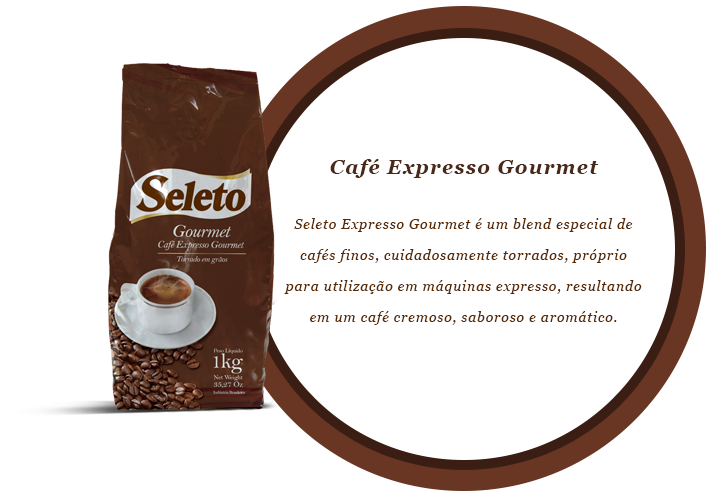 Seleto
Gourmet
Café Expresso Gourmet
Torrado em grãos
Peso Líquido
1kg
Net Weight
35,27 Oz
Indústria Brasileira
Café Expresso Gourmet
Seleto Expresso Gourmet é um blend especial de
cafés finos, cuidadosamente torrados, próprio
para utilização em máquinas expresso, resultando
em um café cremoso, saboroso e aromático.